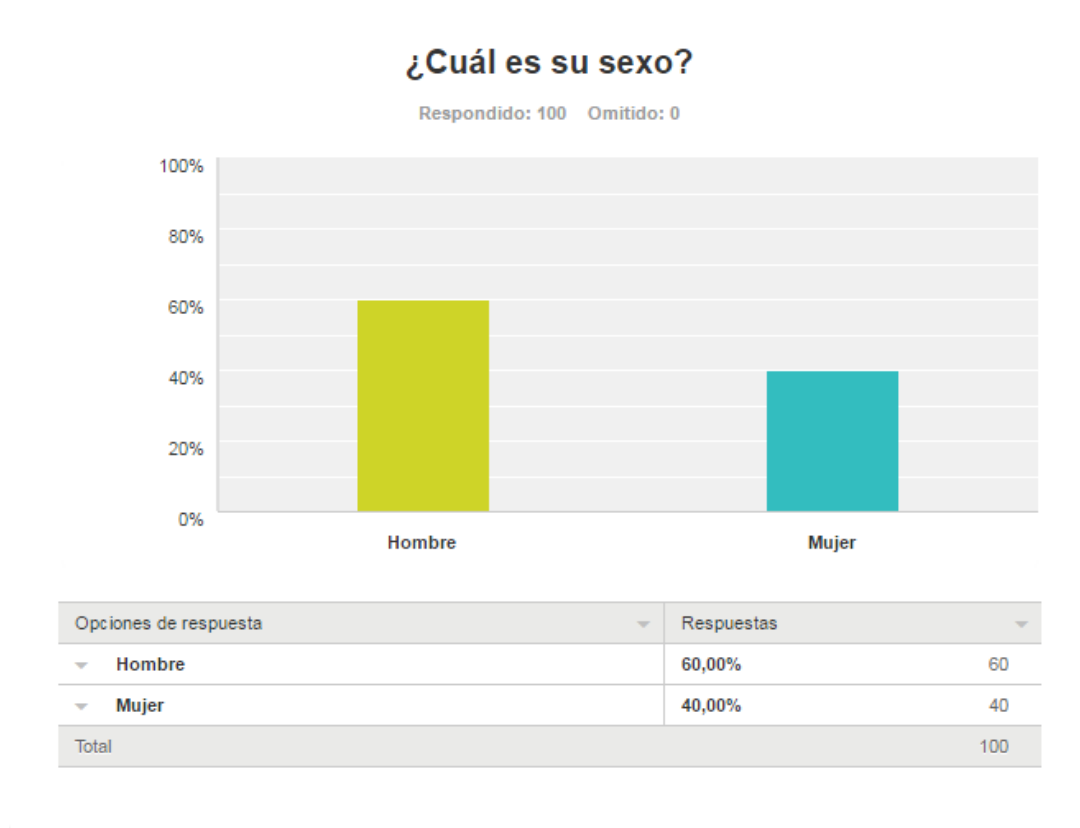 ¿Cuál es su sexo?
Respondido: 100 Omitido: 0
100%
80%
60%
40%
20%
0%
Hombre Mujer
Opciones de respuesta Respuestas
Hombre 60,00% 60
Mujer 40,00% 40
Total 100